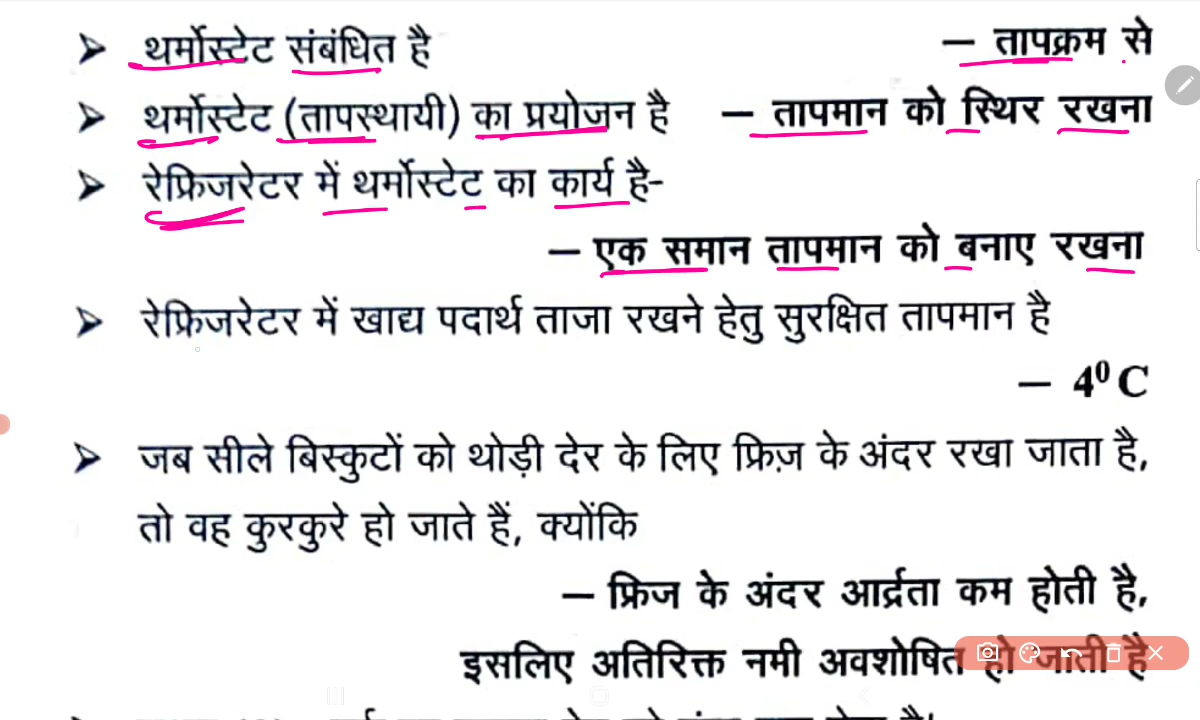 ➤ थर्मोस्टेट संबंधित है – तापक्रम से
➤ थर्मोस्टेट (तापस्थायी) का प्रयोजन है – तापमान को स्थिर रखना
➤ रेफ्रिजरेटर में थर्मोस्टेट का कार्य है-
– एक समान तापमान को बनाए रखना
➤ रेफ्रिजरेटर में खाद्य पदार्थ ताजा रखने हेतु सुरक्षित तापमान है
– 4⁰ C
➤ जब सीले बिस्कुटों को थोड़ी देर के लिए फ्रिज़ के अंदर रखा जाता है,
तो वह कुरकुरे हो जाते हैं, क्योंकि
– फ्रिज के अंदर आर्द्रता कम होती है,
इसलिए अतिरिक्त नमी अवशोषित हो जाती है